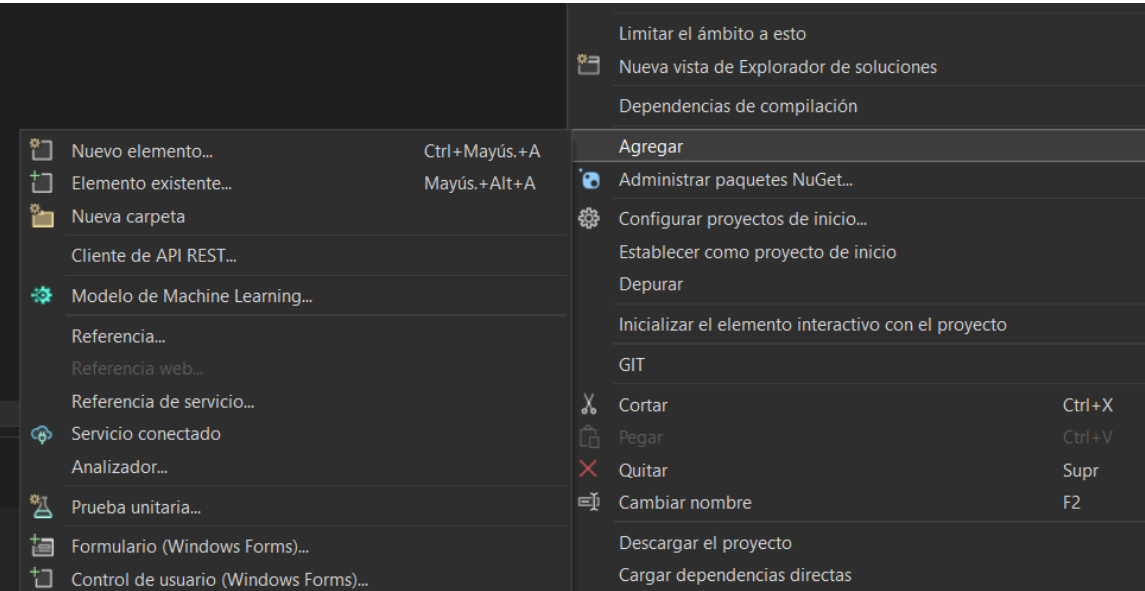 Limitar el ámbito a esto
Nueva vista de Explorador de soluciones
Dependencias de compilación
Agregar
Administrar paquetes NuGet...
Configurar proyectos de inicio...
Establecer como proyecto de inicio
Depurar
Inicializar el elemento interactivo con el proyecto
GIT
Cortar Ctrl+X
Pegar Ctrl+V
Quitar Supr
Cambiar nombre F2
Descargar el proyecto
Cargar dependencias directas
Nuevo elemento... Ctrl+Mayús.+A
Elemento existente... Mayús.+Alt+A
Nueva carpeta
Cliente de API REST...
Modelo de Machine Learning...
Referencia...
Referencia web...
Referencia de servicio...
Servicio conectado
Analizador...
Prueba unitaria...
Formulario (Windows Forms)...
Control de usuario (Windows Forms)...